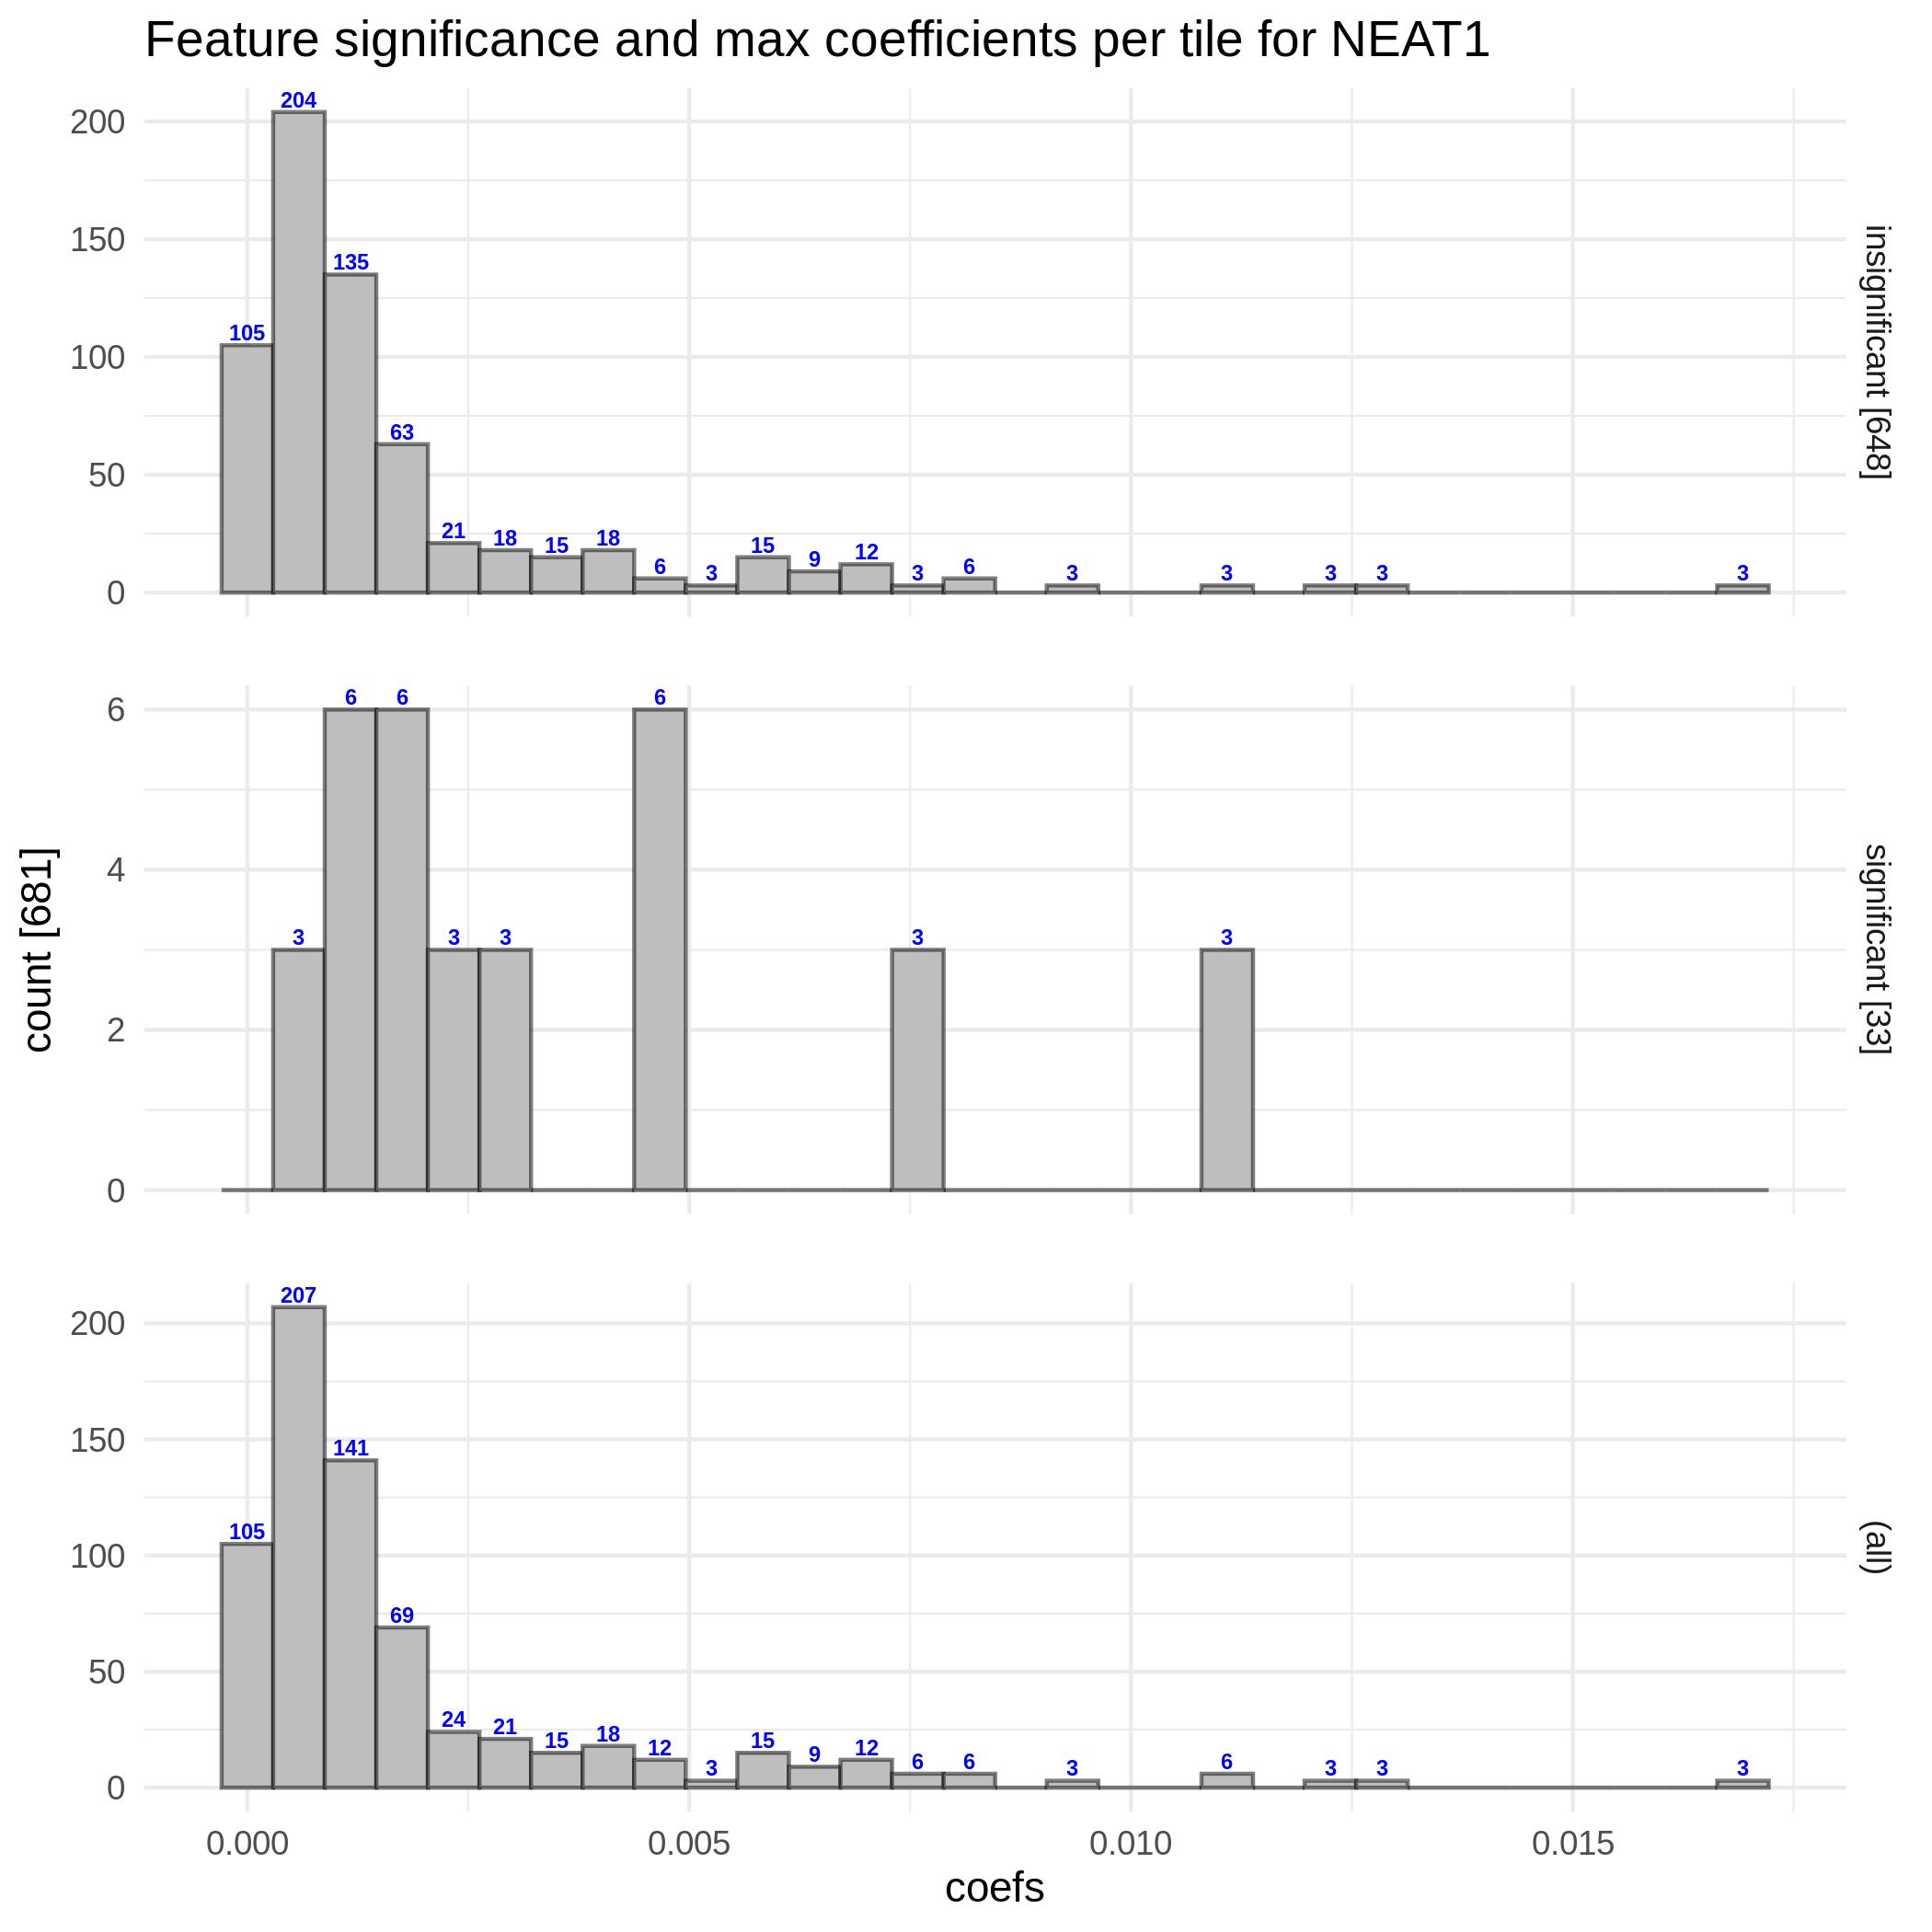 Feature significance and max coefficients per tile for NEAT1
204
200
150
135
105
100
63
50
21 18 15 18 6 3 15 9 12 3 6 3 3 3 3 3
0
insignificant [648]
6 6 6
6
4
3 3 3 3 3
2
0
significant [33]
count [681]
207
200
150
141
105
100
69
50
24 21 15 18 12 3 15 9 12 6 6 3 6 3 3 3
0
(all)
0.000 0.005 0.010 0.015
coefs